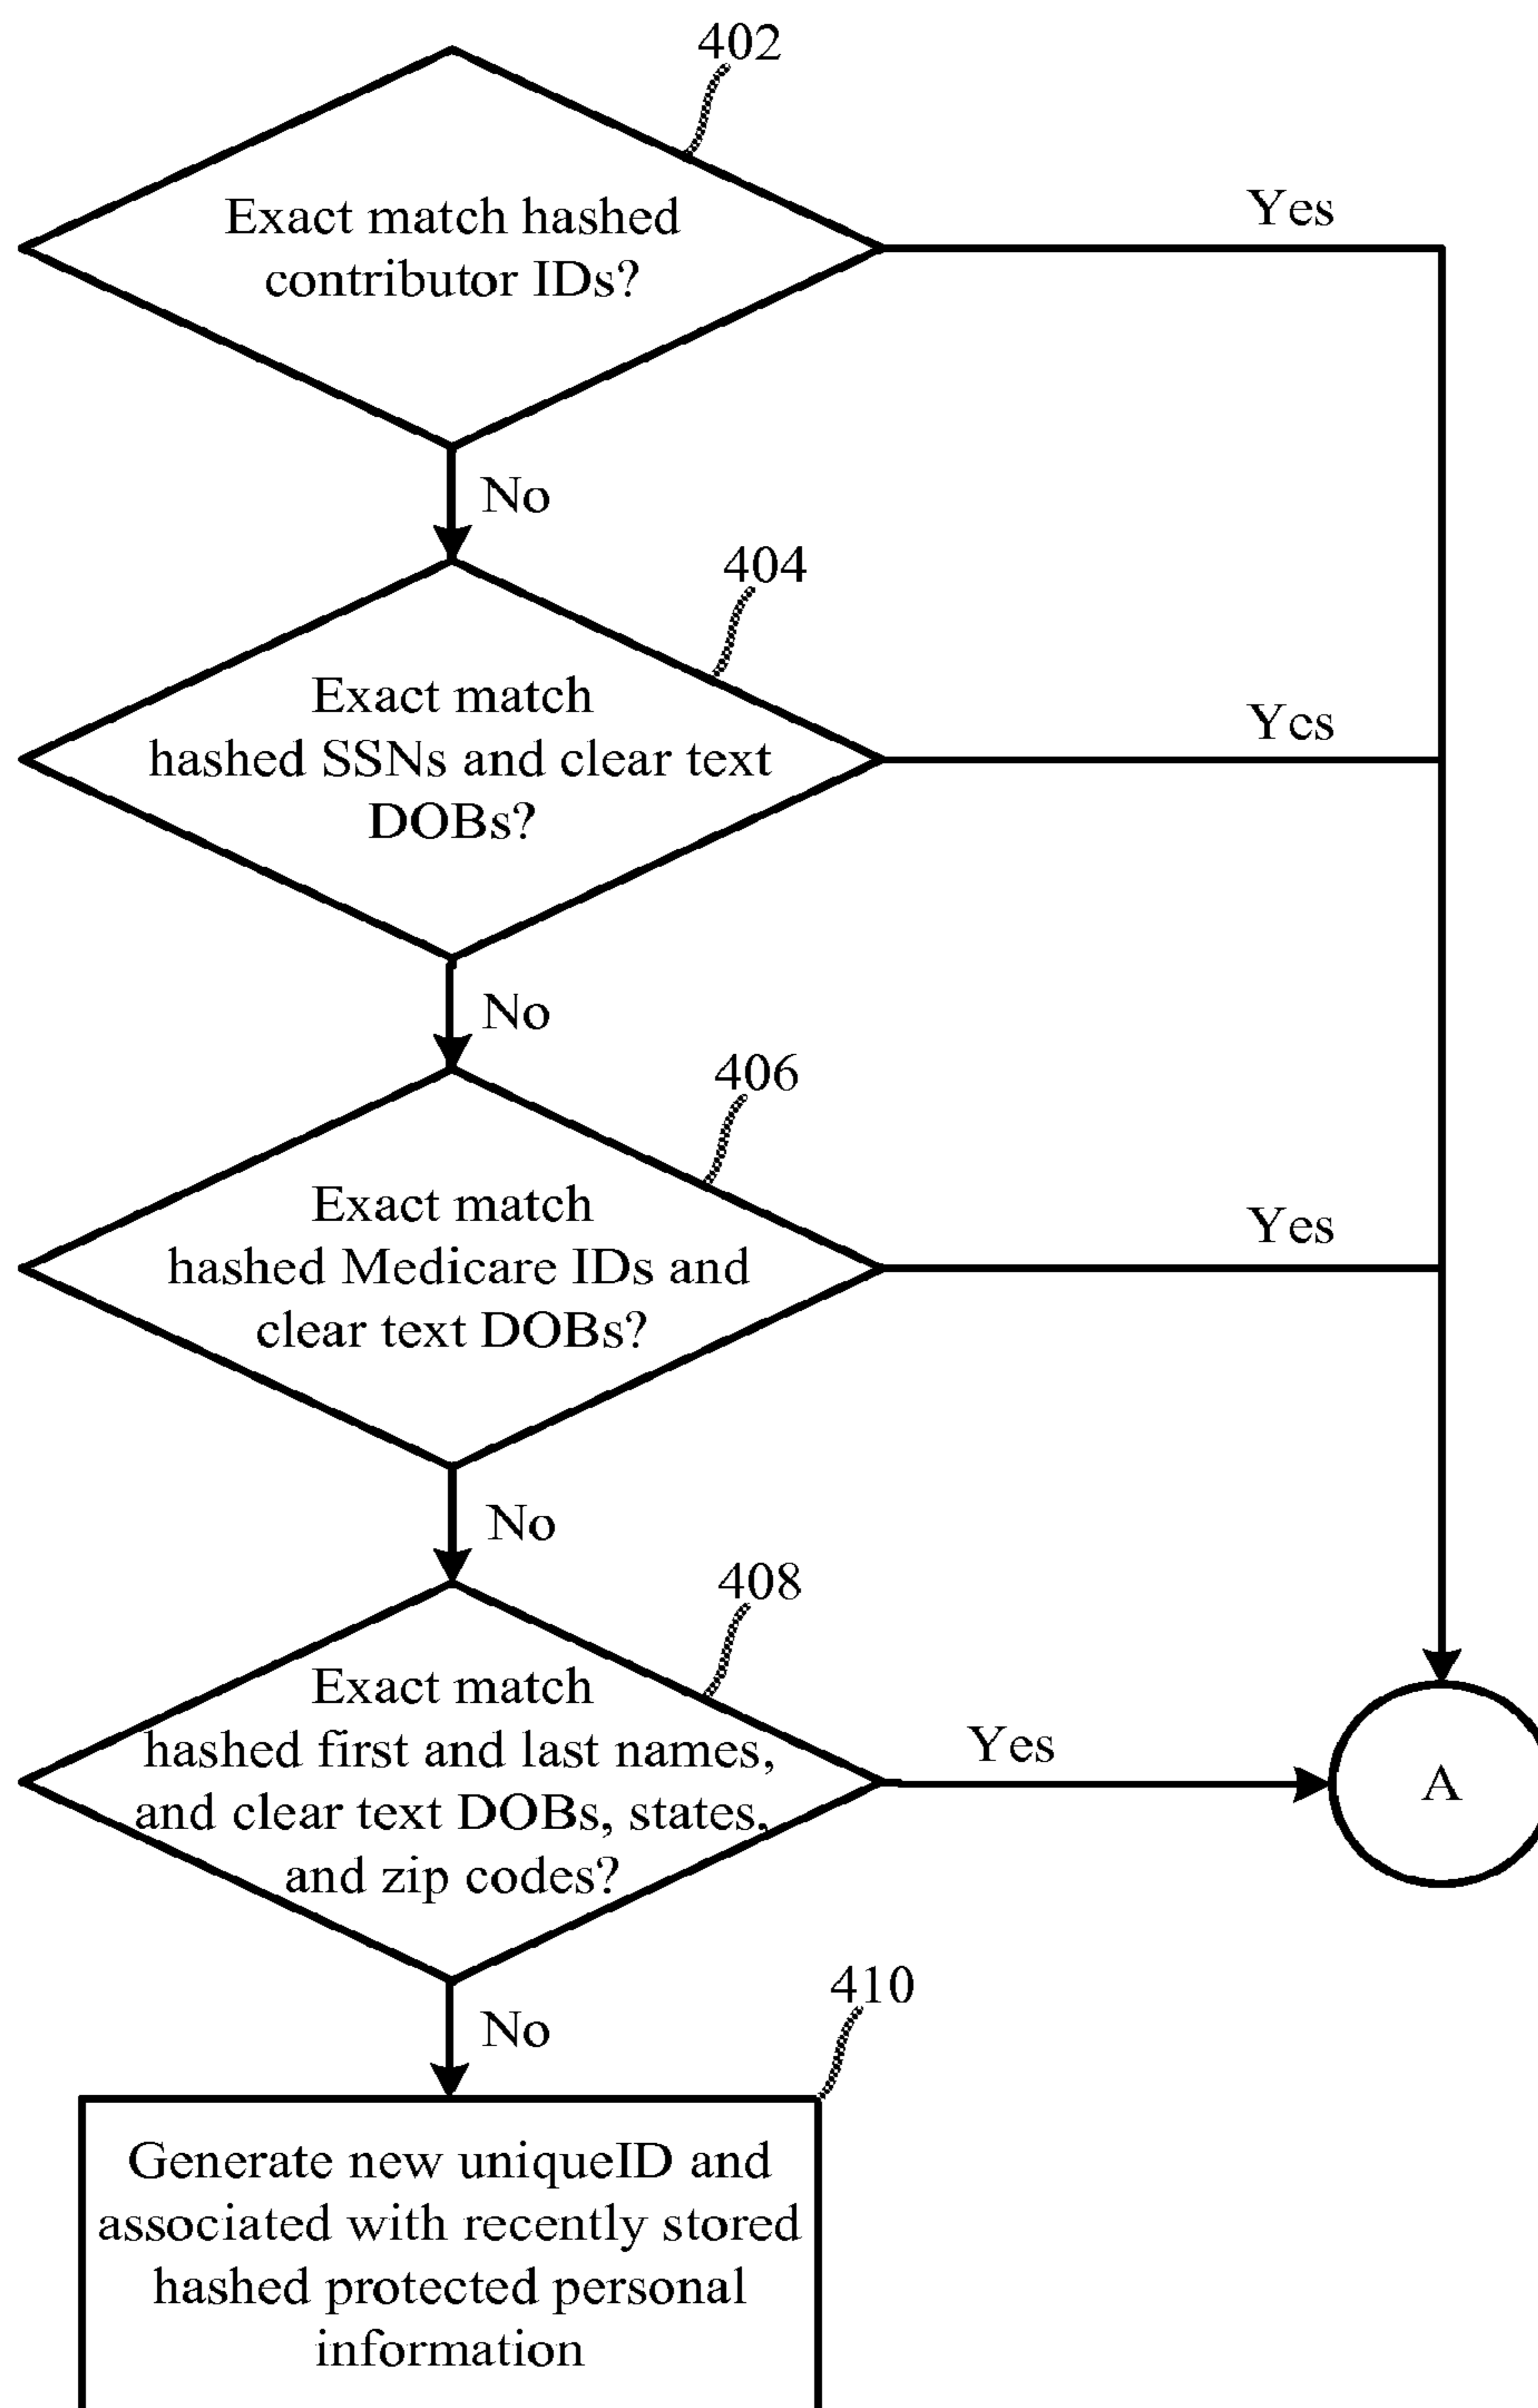 402
Exact match hashed
contributor IDs?
Yes
No
404
Exact match
hashed SSNs and clear text
DOBs?
Ycs
No
406
Exact match
hashed Medicare IDs and
clear text DOBs?
Yes
No
408
Exact match
hashed first and last names,
and clear text DOBs, states,
and zip codes?
Yes
A
No
410
Generate new uniqueID and
associated with recently stored
hashed protected personal
information